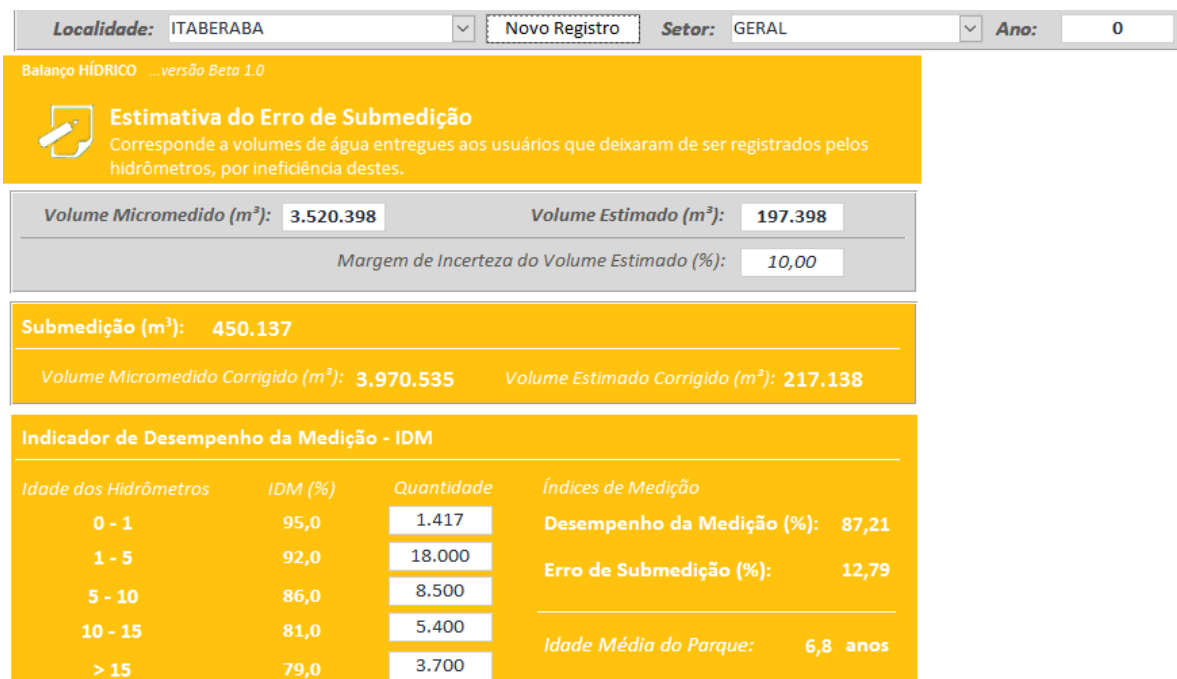 Localidade: ITABERABA Novo Registro Setor: GERAL Ano: 0
Balanço HÍDRICO ...versão Beta 1.0
Estimativa do Erro de Submedição
Corresponde a volumes de água entregues aos usuários que deixaram de ser registrados pelos
hidrômetros, por ineficiência destes.
Volume Micromedido (m³): 3.520.398 Volume Estimado (m³): 197.398
Margem de Incerteza do Volume Estimado (%): 10,00
Submedição (m³): 450.137
Volume Micromedido Corrigido (m³): 3.970.535 Volume Estimado Corrigido (m³): 217.138
Indicador de Desempenho da Medição - IDM
Idade dos Hidrômetros IDM (%) Quantidade Índices de Medição
0 - 1 95,0 1.417 Desempenho da Medição (%): 87,21
1 - 5 92,0 18.000
Erro de Submedição (%): 12,79
5 - 10 86,0 8.500
10 - 15 81,0 5.400
Idade Média do Parque: 6,8 anos
> 15 79,0 3.700